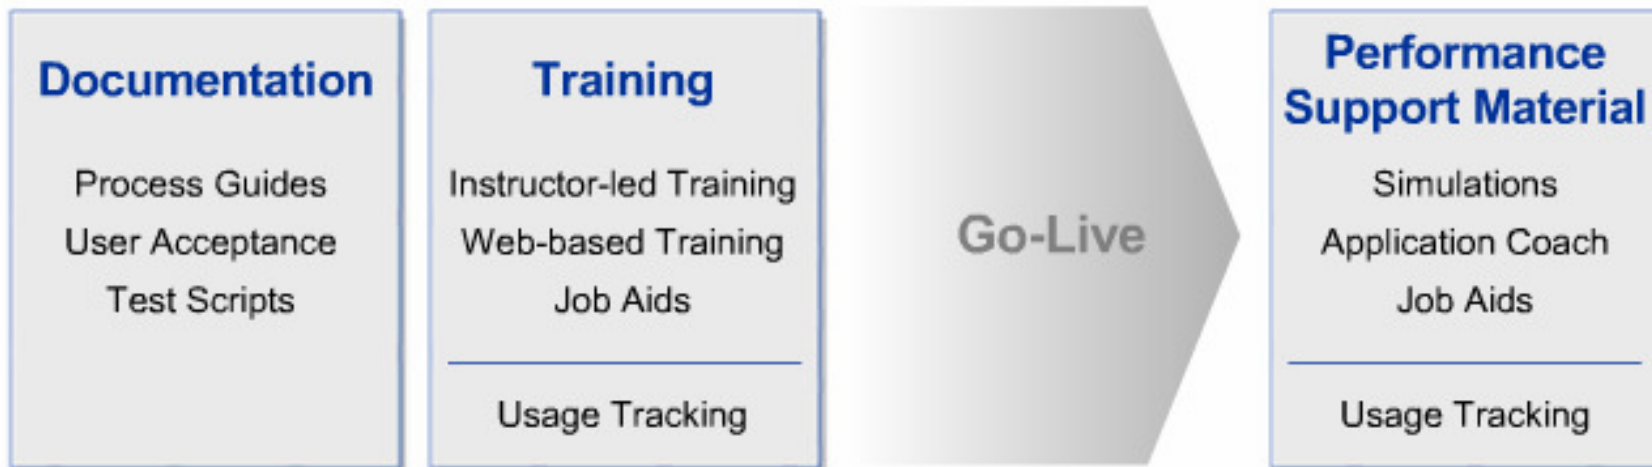 Documentation
Process Guides
User Acceptance
Test Scripts
Training
Instructor-led Training
Web-based Training
Job Aids
Usage Tracking
Go-Live
Performance
Support Material
Simulations
Application Coach
Job Aids
Usage Tracking